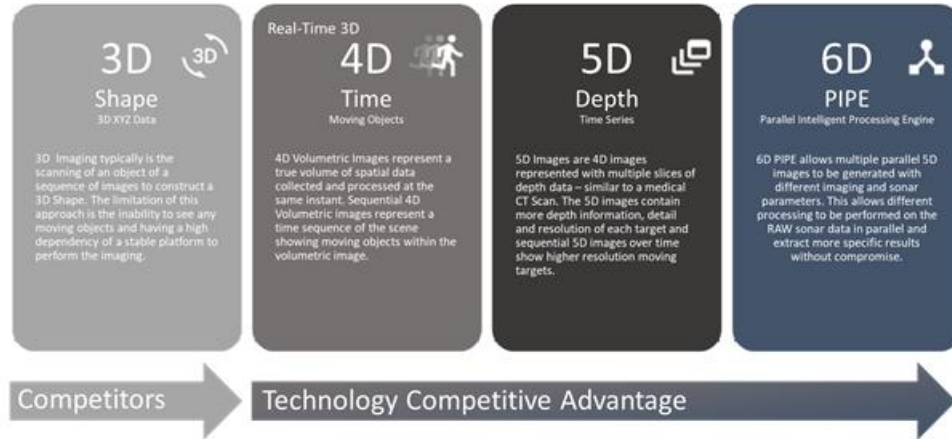 3D
3D
Shape
3D XYZ Data
3D Imaging typically is the
scanning of an object of a
sequence of images to construct a
3D Shape. The limitation of this
approach is the inability to see any
moving objects and having a high
dependency of a stable platform to
perform the imaging.
Real-Time 3D
4D
Time
Moving Objects
4D Volumetric Images represent a
true volume of spatial data
collected and processed at the
same instant. Sequential 4D
Volumetric images represent a
time sequence of the scene
showing moving objects within the
volumetric image.
5D
Depth
Time Series
5D Images are 4D images
represented with multiple slices of
depth data – similar to a medical
CT Scan. The 5D images contain
more depth information, detail
and resolution of each target and
sequential 5D images over time
show higher resolution moving
targets.
6D
PIPE
Parallel Intelligent Processing Engine
6D PIPE allows multiple parallel 5D
images to be generated with
different imaging and sonar
parameters. This allows different
processing to be performed on the
RAW sonar data in parallel and
extract more specific results
without compromise.
Competitors
Technology Competitive Advantage